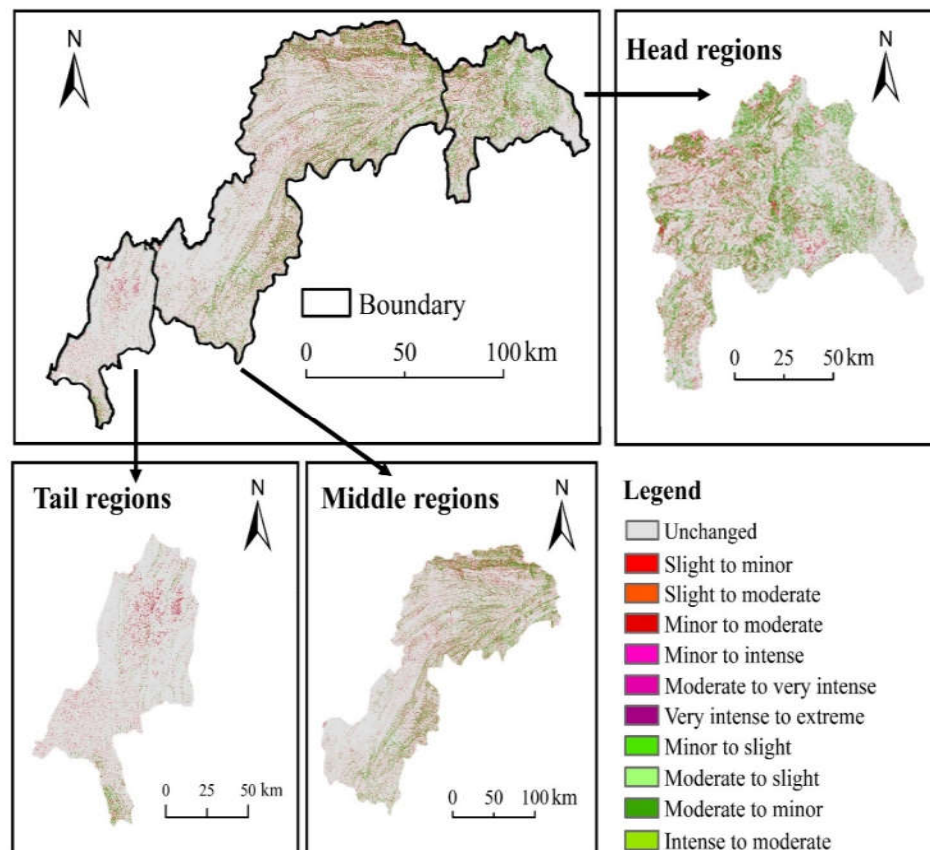 N
Boundary
0 50 100 km
Head regions
N
0 25 50 km
Tail regions
N
0 25 50 km
Middle regions
N
0 50 100 km
Legend
Unchanged
Slight to minor
Slight to moderate
Minor to moderate
Minor to intense
Moderate to very intense
Very intense to extreme
Minor to slight
Moderate to slight
Moderate to minor
Intense to moderate